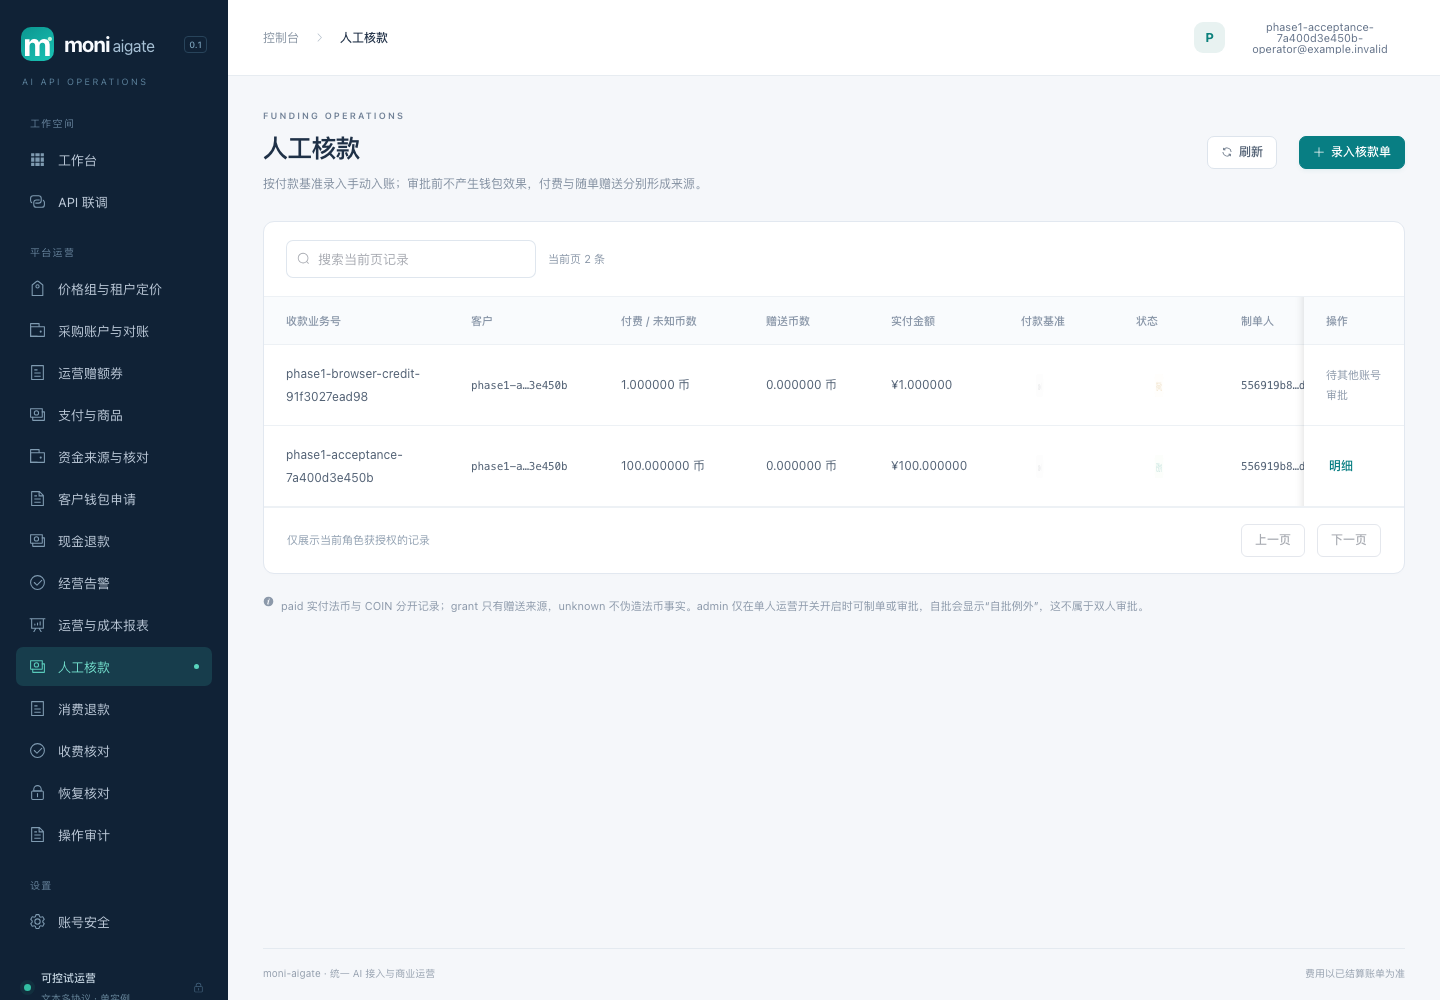 moni aigate
0.1
AI API OPERATIONS
工作空间
工作台
API 联调
平台运营
价格组与租户定价
采购账户与对账
运营赠额券
支付与商品
资金来源与核对
客户钱包申请
现金退款
经营告警
运营与成本报表
人工核款
消费退款
收费核对
恢复核对
操作审计
设置
账号安全
可控试运营
文本多协议 · 单实例
控制台
人工核款
P
phase1-acceptance-
7a400d3e450b-
operator@example.invalid
FUNDING OPERATIONS
人工核款
按付款基准录入手动入账；审批前不产生钱包效果，付费与随单赠送分别形成来源。
刷新
录入核款单
搜索当前页记录
当前页 2 条
收款业务号 客户 付费 / 未知币数 赠送币数 实付金额 付款基准 状态 制单人 操作
phase1-browser-credit-
91f3027ead98
phase1-a…3e450b 1.000000 币 0.000000 币 ¥1.000000 556919b8…d
待其他账号
审批
phase1-acceptance-
7a400d3e450b
phase1-a…3e450b 100.000000 币 0.000000 币 ¥100.000000 556919b8…d 明细
仅展示当前角色获授权的记录
上一页 下一页
paid 实付法币与 COIN 分开记录；grant 只有赠送来源，unknown 不伪造法币事实。admin 仅在单人运营开关开启时可制单或审批，自批会显示“自批例外”，这不属于双人审批。
moni-aigate · 统一 AI 接入与商业运营
费用以已结算账单为准